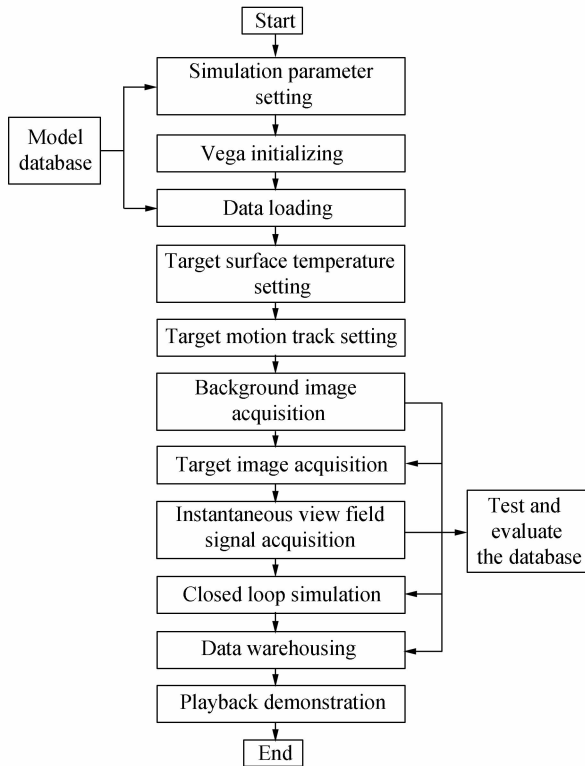 Start
Simulation parameter
setting
Model
database
Vega initializing
Data loading
Target surface temperature
setting
Target motion track setting
Background image
acquisition
Target image acquisition
Instantaneous view field
signal acquisition
Test and
evaluate
the database
Closed loop simulation
Data warehousing
Playback demonstration
End